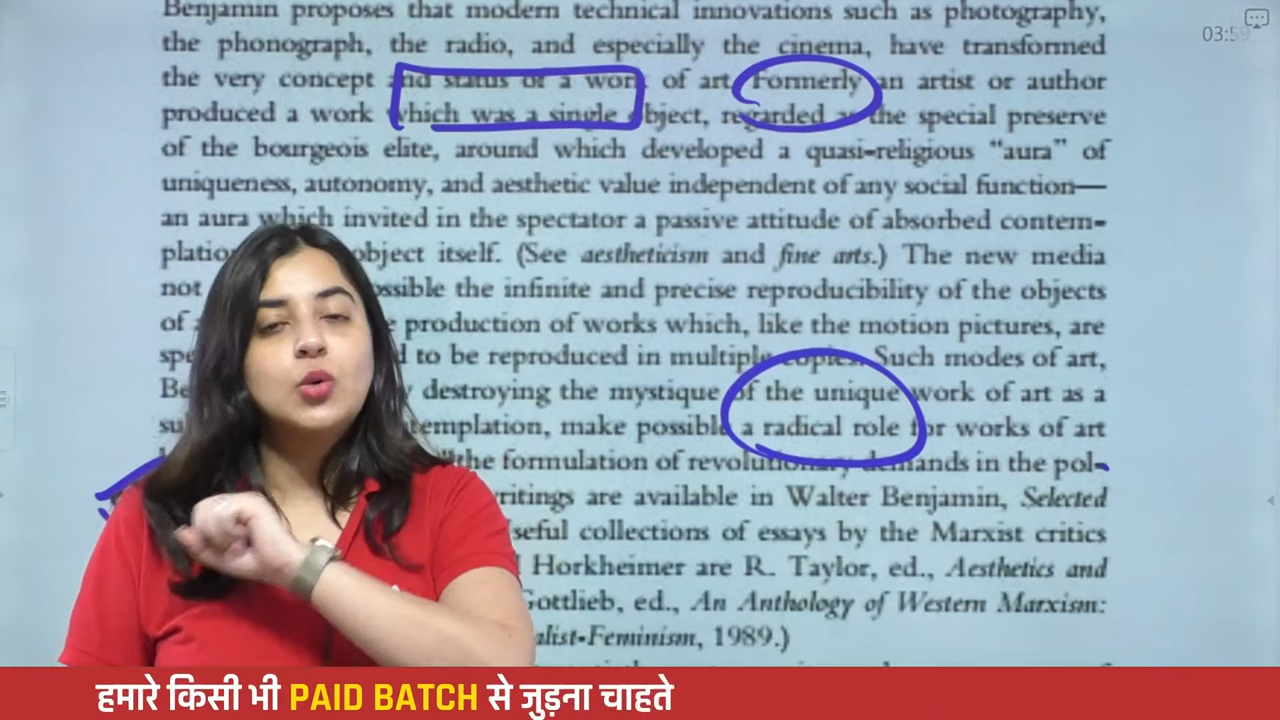 Benjamin proposes that modern technical innovations such as photography,
03:59
the phonograph, the radio, and especially the cinema, have transformed
the very concept and status of a work of art. Formerly an artist or author
produced a work which was a single object, regarded as the special preserve
of the bourgeois elite, around which developed a quasi-religious “aura” of
uniqueness, autonomy, and aesthetic value independent of any social function—
an aura which invited in the spectator a passive attitude of absorbed contem-
object itself. (See aestheticism and fine arts.) The new media
not the infinite and precise reproducibility of the objects
of production of works which, like the motion pictures, are
to be reproduced in multiple copies. Such modes of art,
destroying the mystique of the unique work of art as a
make possible a radical role for works of art
the formulation of revolutionary demands in the pol-
are available in Walter Benjamin, Selected
collections of essays by the Marxist critics
Horkheimer are R. Taylor, ed., Aesthetics and
ed., An Anthology of Western Marxism:
1989.)
हमारे किसी भी PAID BATCH से जुड़ना चाहते